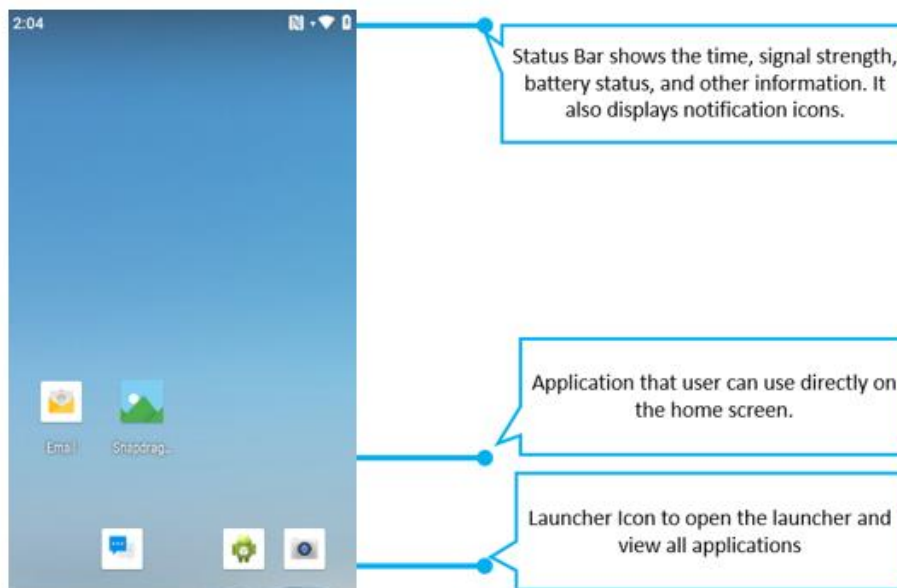 2:04
Status Bar shows the time, signal strength,
battery status, and other information. It
also displays notification icons.
Application that user can use directly on
the home screen.
Email
Snapdrag...
Launcher Icon to open the launcher and
view all applications